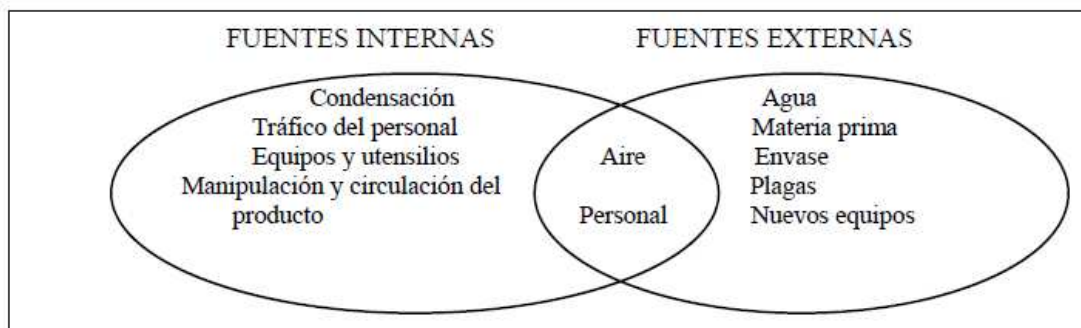 FUENTES INTERNAS
FUENTES EXTERNAS
Condensación
Tráfico del personal
Equipos y utensilios
Manipulación y circulación del
producto
Aire
Personal
Agua
Materia prima
Envase
Plagas
Nuevos equipos